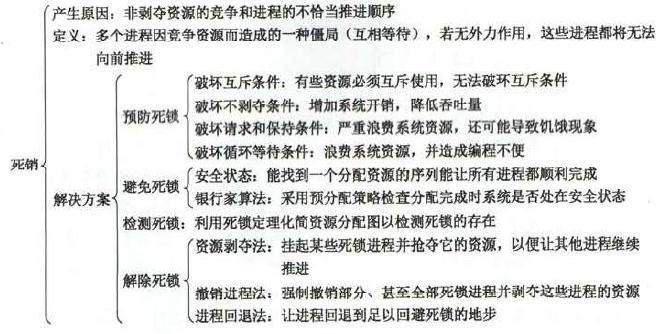 产生原因：非剥夺资源的竞争和进程的不恰当推进顺序
定义：多个进程因竞争资源而造成的一种僵局（互相等待），若无外力作用，这些进程都将无法
向前推进
破坏互斥条件：有些资源必须互斥使用，无法破坏互斥条件
预防死锁
破坏不剥夺条件：增加系统开销，降低吞吐量
破坏请求和保持条件：严重浪费系统资源，还可能导致饥饿现象
破坏循环等待条件：浪费系统资源，并造成编程不便
死销
解决方案
避免死锁
安全状态：能找到一个分配资源的序列能让所有进程都顺利完成
银行家算法：采用预分配策略检查分配完成时系统是否处在安全状态
检测死锁：利用死锁定理化简资源分配图以检测死锁的存在
解除死锁
资源剥夺法：挂起某些死锁进程并抢夺它的资源，以便让其他进程继续
推进
撤销过程法：强制撤销部分、甚至全部死锁进程并剥夺这些进程的资源
进程回退法：让进程回退到足以回避死锁的地步